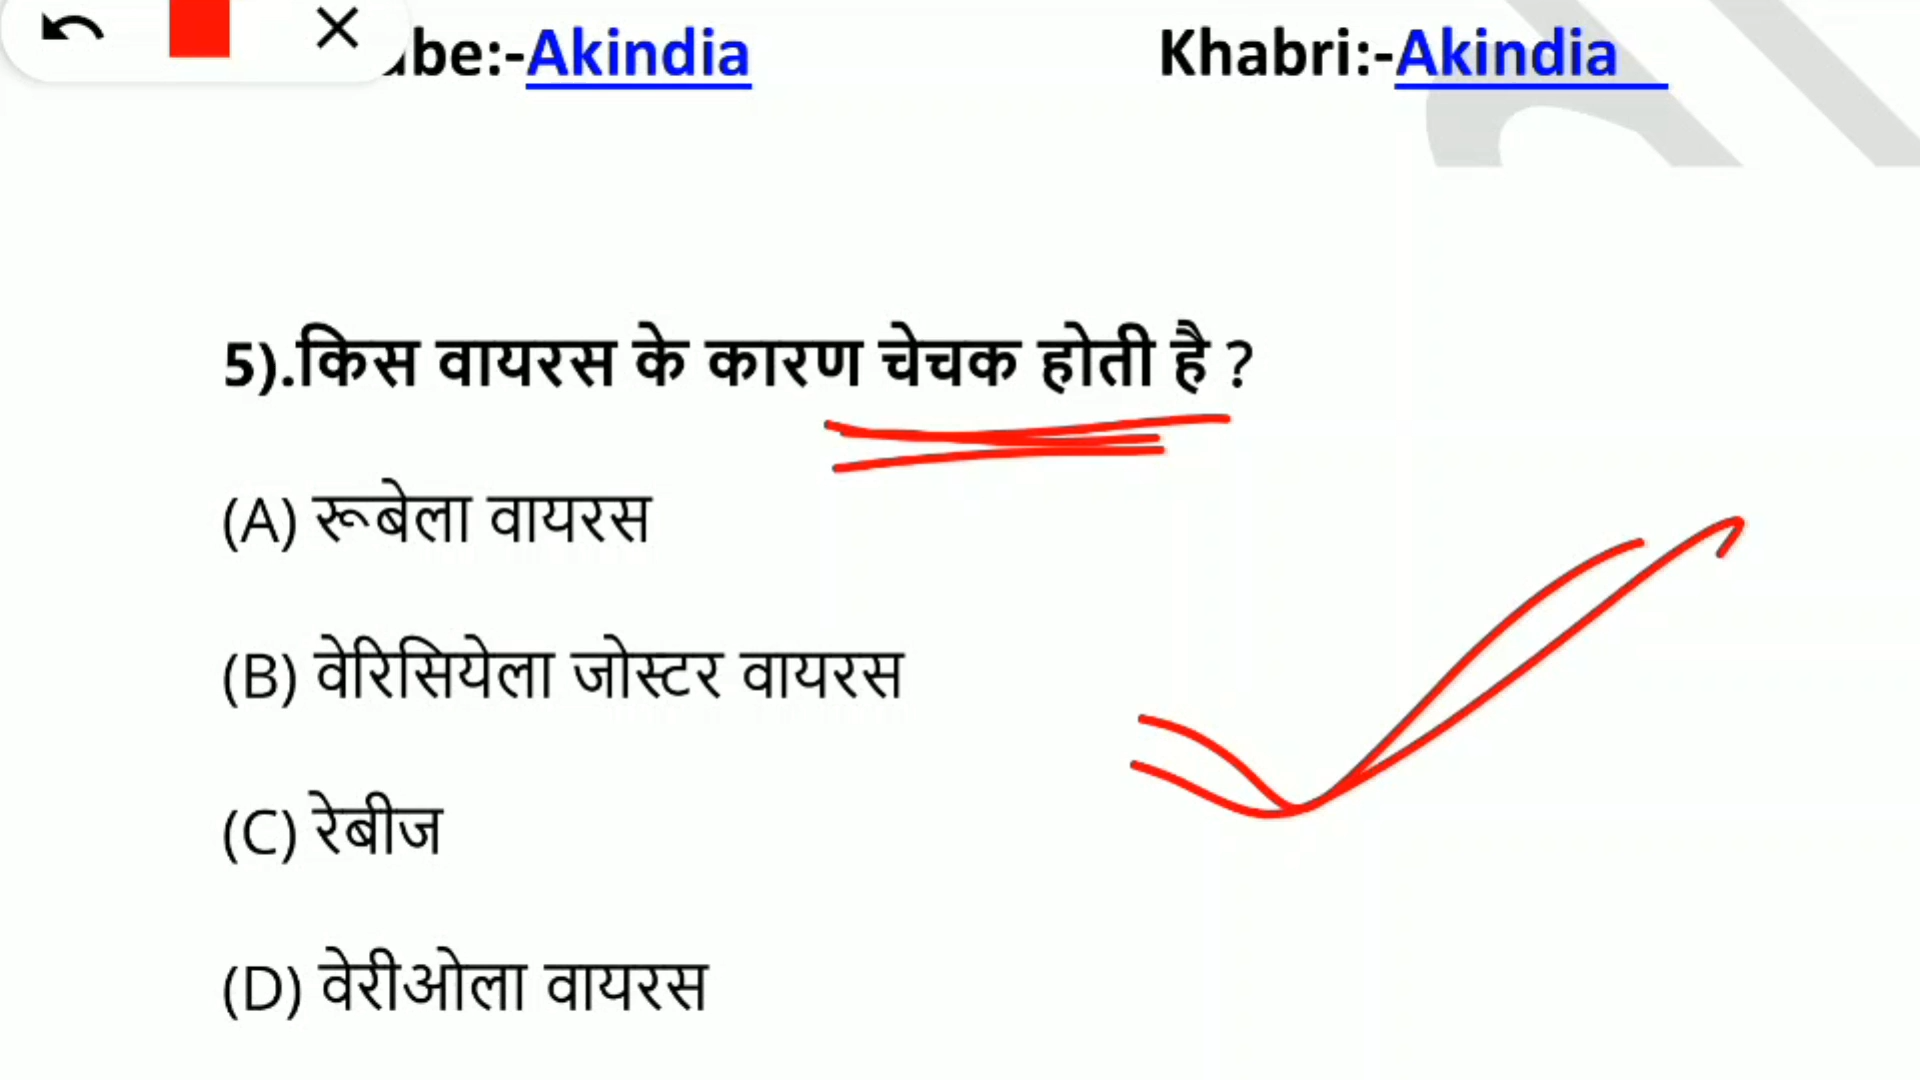 be:-Akindia Khabri:-Akindia
5).किस वायरस के कारण चेचक होती है ?
(A) रूबेला वायरस
(B) वेरिसियेला जोस्टर वायरस
(C) रेबीज
(D) वेरीओला वायरस